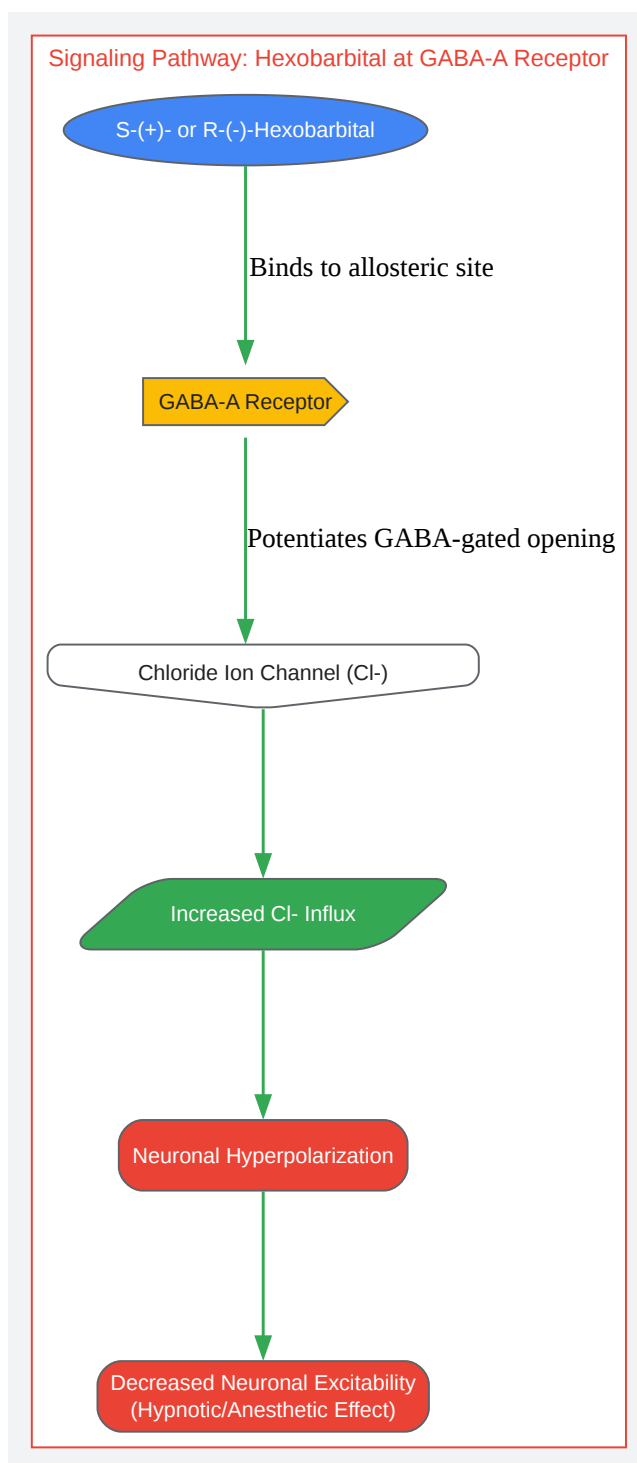 Signaling Pathway: Hexobarbital at GABA-A Receptor
S-(+)- or R-(-)-Hexobarbital
Binds to allosteric site
GABA-A Receptor
Potentiates GABA-gated opening
Chloride Ion Channel (Cl-)
Increased Cl- Influx
Neuronal Hyperpolarization
Decreased Neuronal Excitability
(Hypnotic/Anesthetic Effect)